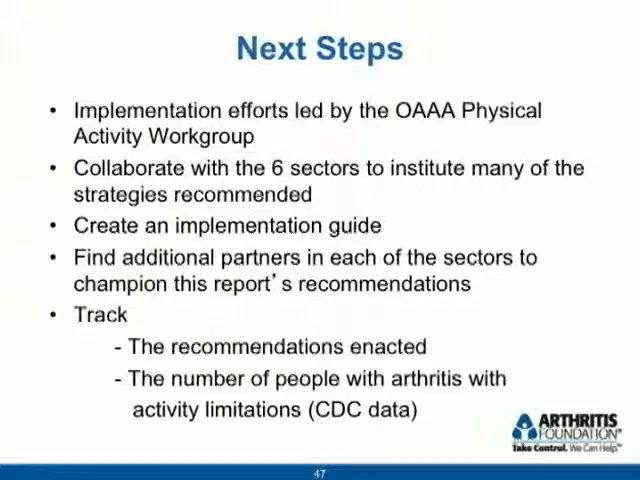 Next Steps
• Implementation efforts led by the OAAA Physical
Activity Workgroup
• Collaborate with the 6 sectors to institute many of the
strategies recommended
• Create an implementation guide
• Find additional partners in each of the sectors to
champion this report's recommendations
• Track
- The recommendations enacted
- The number of people with arthritis with
activity limitations (CDC data)
ARTHRITIS
FOUNDATION®
Take Control. We Can Help.™
47